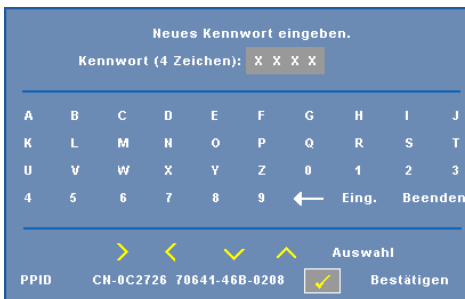 Neues Kennwort eingeben.
Kennwort (4 Zeichen): X X X X
A B C D E F G H I J
K L M N O P Q R S T
U V W X Y Z 0 1 2 3
4 5 6 7 8 9 ← Eing. Beenden
> < Auswahl
PPID CN-0C2726 70641-46B-0208 ✓ Bestätigen